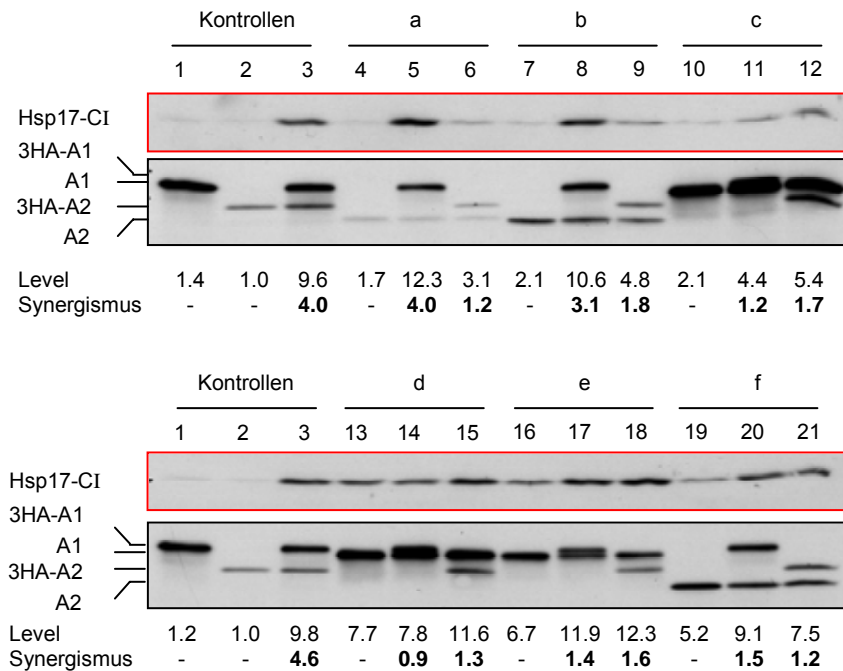 Kontrollen a b c
1 2 3 4 5 6 7 8 9 10 11 12
Hsp17-CI
3HA-A1
A1
3HA-A2
A2
Level 1.4 1.0 9.6 1.7 12.3 3.1 2.1 10.6 4.8 2.1 4.4 5.4
Synergismus - - 4.0 - 4.0 1.2 - 3.1 1.8 - 1.2 1.7
Kontrollen d e f
1 2 3 13 14 15 16 17 18 19 20 21
Hsp17-CI
3HA-A1
A1
3HA-A2
A2
Level 1.2 1.0 9.8 7.7 7.8 11.6 6.7 11.9 12.3 5.2 9.1 7.5
Synergismus - - 4.6 - 0.9 1.3 - 1.4 1.6 - 1.5 1.2